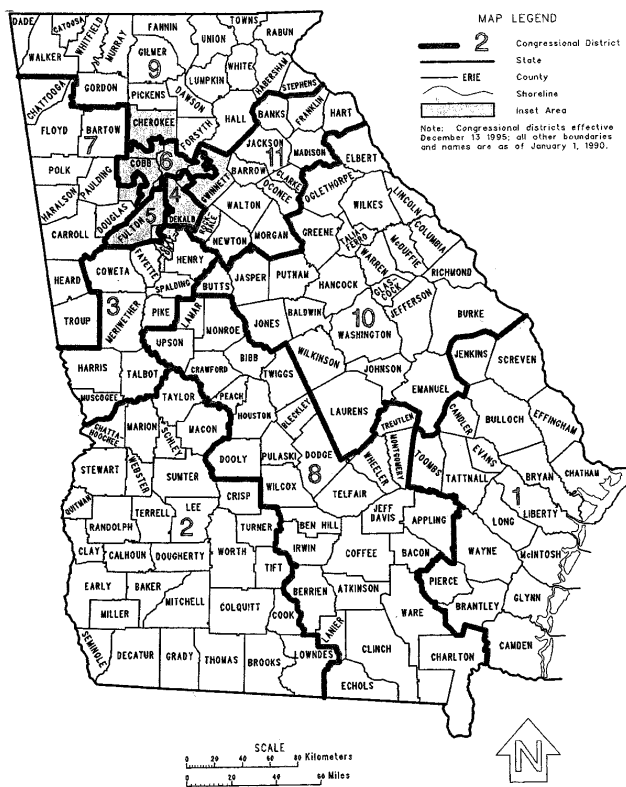 MAP LEGEND
2 Congressional District
State
ERIE County
Shoreline
Inset Area
Note: Congressional districts effective
December 13 1995; all other boundaries
and names are as of January 1, 1990.
DADE
CATOOSA
WHITFIELD
MURRAY
FANNIN
UNION
TOWNS
RABUN
WALKER
GILMER
9
WHITE
LUMPKIN
HABERSHAM
STEPHENS
CHATTOOGA
GORDON
PICKENS
DAWSON
HALL
BANKS
FRANKLIN
HART
FLOYD
BARTOW
7
CHEROKEE
FORSYTH
JACKSON
11
MADISON
ELBERT
POLK
COBB
6
GWINNETT
BARROW
CLARKE
OCONEE
OGLETHORPE
HARALSON
PAULDING
4
DEKALB
WALTON
WILKES
LINCOLN
DOUGLAS
5
FULTON
ROCKDALE
NEWTON
MORGAN
GREENE
TALIAFERRO
COLUMBIA
McDUFFIE
CARROLL
FAYETTE
HENRY
WARREN
RICHMOND
HEARD
COWETA
SPALDING
BUTTS
JASPER
PUTNAM
HANCOCK
GLASCOCK
JEFFERSON
BURKE
TROUP
3
MERIWETHER
PIKE
LAMAR
MONROE
JONES
BALDWIN
10
WASHINGTON
UPSON
BIBB
WILKINSON
JENKINS
SCREVEN
HARRIS
TALBOT
CRAWFORD
TWIGGS
JOHNSON
EMANUEL
MUSCOGEE
TAYLOR
PEACH
HOUSTON
BLECKLEY
LAURENS
TREUTLEN
CANDLER
BULLOCH
EFFINGHAM
CHATTA-
HOOCHEE
MARION
SCHLEY
MACON
PULASKI
DODGE
8
WHEELER
MONTGOMERY
TOOMBS
EVANS
TATTNALL
BRYAN
CHATHAM
STEWART
WEBSTER
SUMTER
DOOLY
WILCOX
TELFAIR
1
LIBERTY
LONG
QUITMAN
RANDOLPH
TERRELL
LEE
2
CRISP
BEN HILL
JEFF
DAVIS
APPLING
WAYNE
McINTOSH
TURNER
CLAY
CALHOUN
DOUGHERTY
WORTH
TIFT
IRWIN
COFFEE
BACON
PIERCE
EARLY
BAKER
MITCHELL
COLQUITT
COOK
BERRIEN
ATKINSON
WARE
BRANTLEY
GLYNN
MILLER
LANIER
CLINCH
CAMDEN
SEMINOLE
DECATUR
GRADY
THOMAS
BROOKS
LOWNDES
ECHOLS
CHARLTON
SCALE
0 20 40 80 Kilometers
0 20 40 60 Miles
N